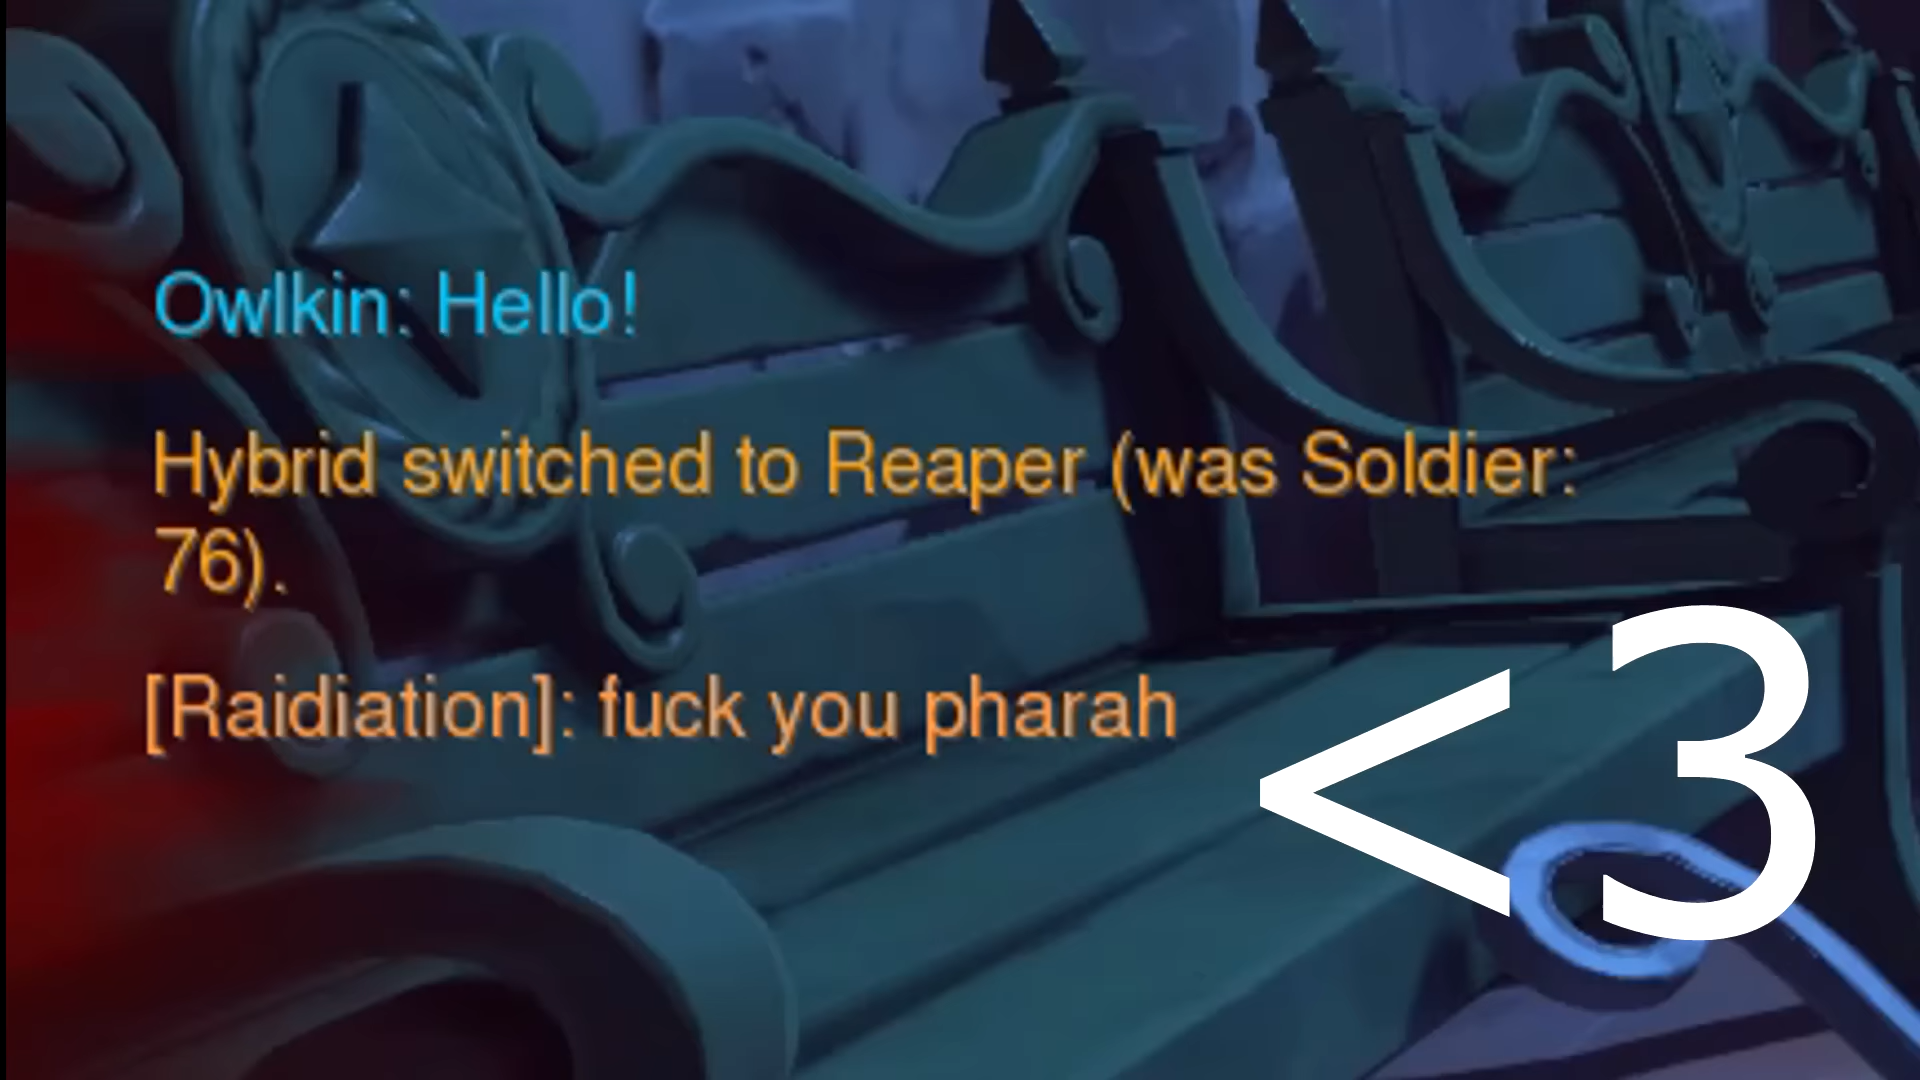 Owlkin: Hello!
Hybrid switched to Reaper (was Soldier:
76).
[Raidiation]: fuck you pharah
<3